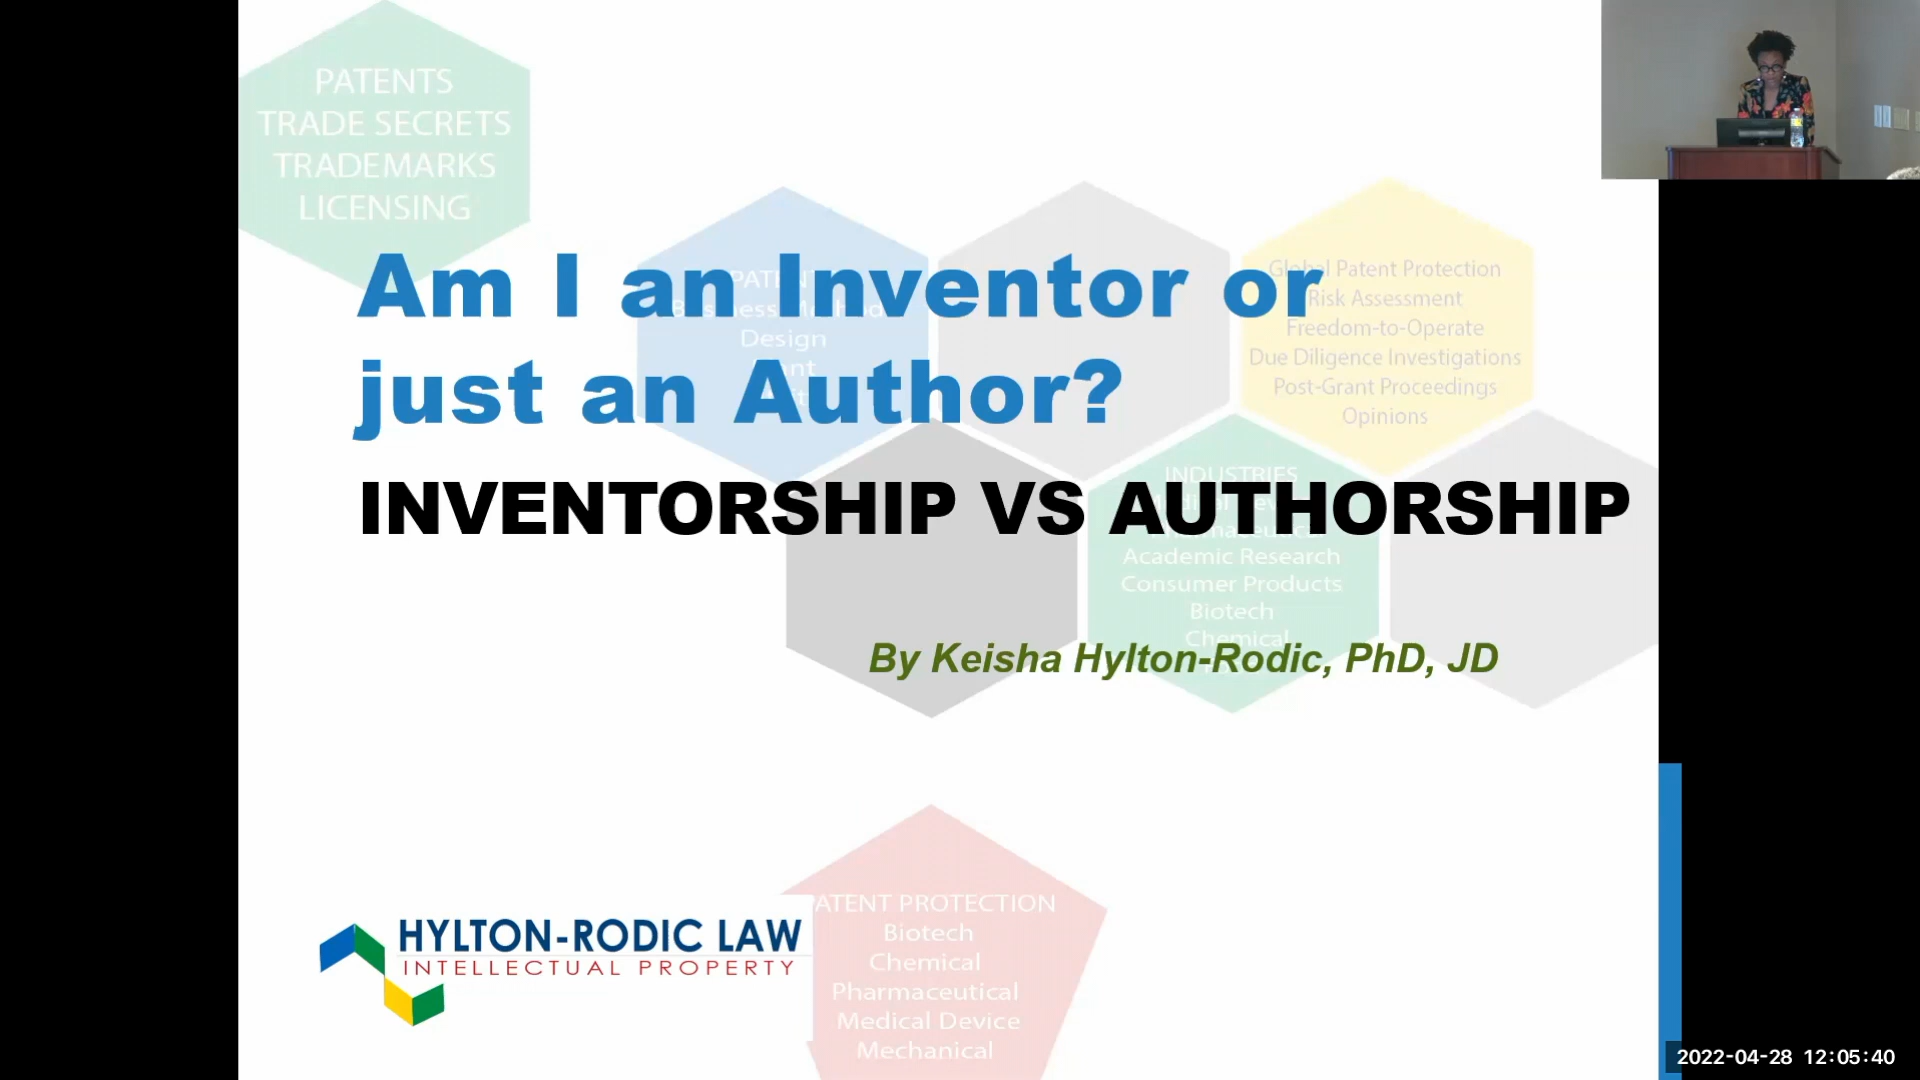 PATENTS
TRADE SECRETS
TRADEMARKS
LICENSING
Am I an Inventor or
just an Author?
INVENTORSHIP VS AUTHORSHIP
By Keisha Hylton-Rodic, PhD, JD
Design
Global Patent Protection
Risk Assessment
Freedom-to-Operate
Due Diligence Investigations
Post-Grant Proceedings
Opinions
INDUSTRIES
Academic Research
Consumer Products
Biotech
Chemical
HYLTON-RODIC LAW
INTELLECTUAL PROPERTY
ATENT PROTECTION
Biotech
Chemical
Pharmaceutical
Medical Device
Mechanical
2022-04-28 12:05:40